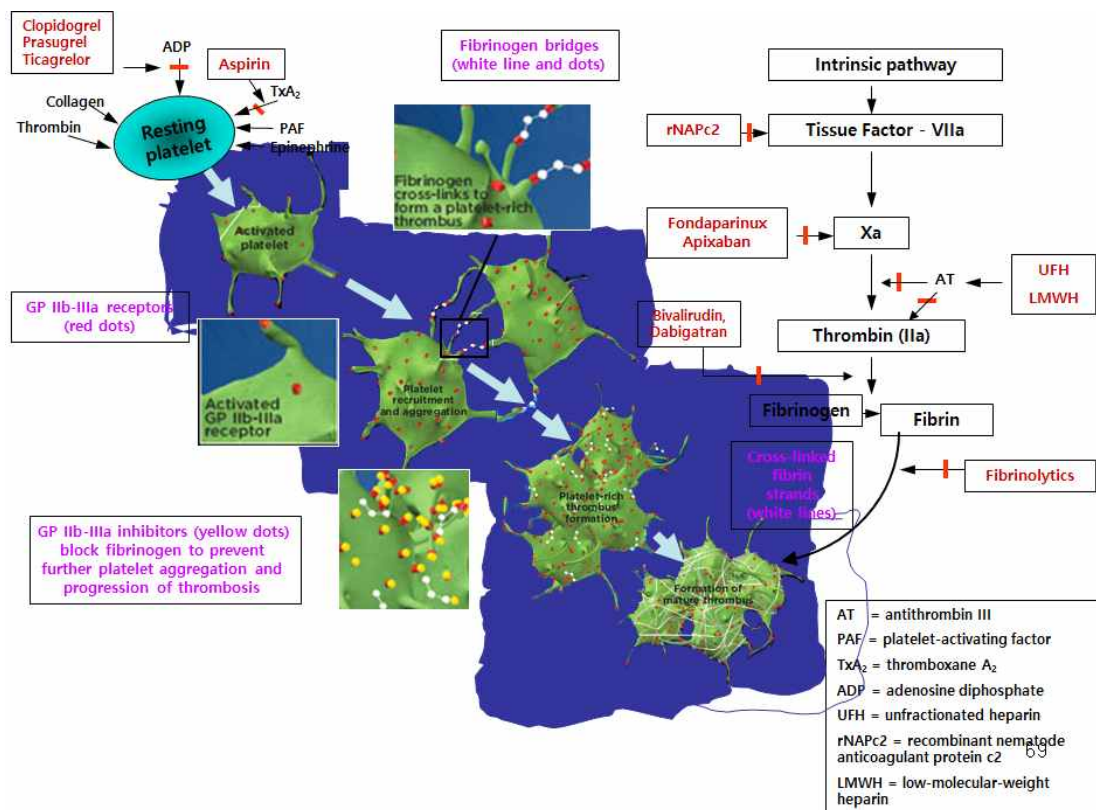 Clopidogrel
Prasugrel
Ticagrelor
ADP
Aspirin
TxA₂
Collagen
Thrombin
PAF
Epinephrine
Resting
platelet
Fibrinogen bridges
(white line and dots)
Fibrinogen
cross-links to
form a platelet-rich
thrombus
Activated
platelet
GP IIb-IIIa receptors
(red dots)
Activated
GP IIb-IIIa
receptor
Platelet
recruitment
and aggregation
GP IIb-IIIa inhibitors (yellow dots)
block fibrinogen to prevent
further platelet aggregation and
progression of thrombosis
Platelet-rich
thrombus
formation
Formation of
mature thrombus
Cross-linked
fibrin
strands
(white lines)
Intrinsic pathway
rNAPc2
Tissue Factor - VIIa
Fondaparinux
Apixaban
Xa
AT
UFH
LMWH
Bivalirudin,
Dabigatran
Thrombin (IIa)
Fibrinogen
Fibrin
Fibrinolytics
AT = antithrombin III
PAF = platelet-activating factor
TxA₂ = thromboxane A₂
ADP = adenosine diphosphate
UFH = unfractionated heparin
rNAPc2 = recombinant nematode
anticoagulant protein c2
LMWH = low-molecular-weight
heparin
69